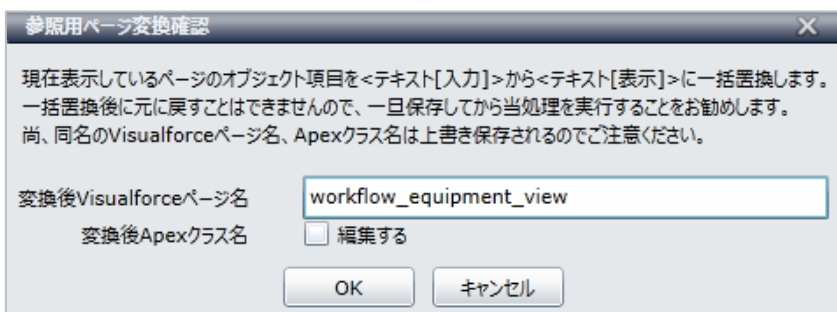 参照用ページ変換確認
現在表示しているページのオブジェクト項目を<テキスト[入力]>から<テキスト[表示]>に一括置換します。
一括置換後に元に戻すことはできませんので、一旦保存してから当処理を実行することをお勧めします。
尚、同名のVisualforceページ名、Apexクラス名は上書き保存されるのでご注意ください。
変換後Visualforceページ名 workflow_equipment_view
変換後Apexクラス名 編集する
OK キャンセル